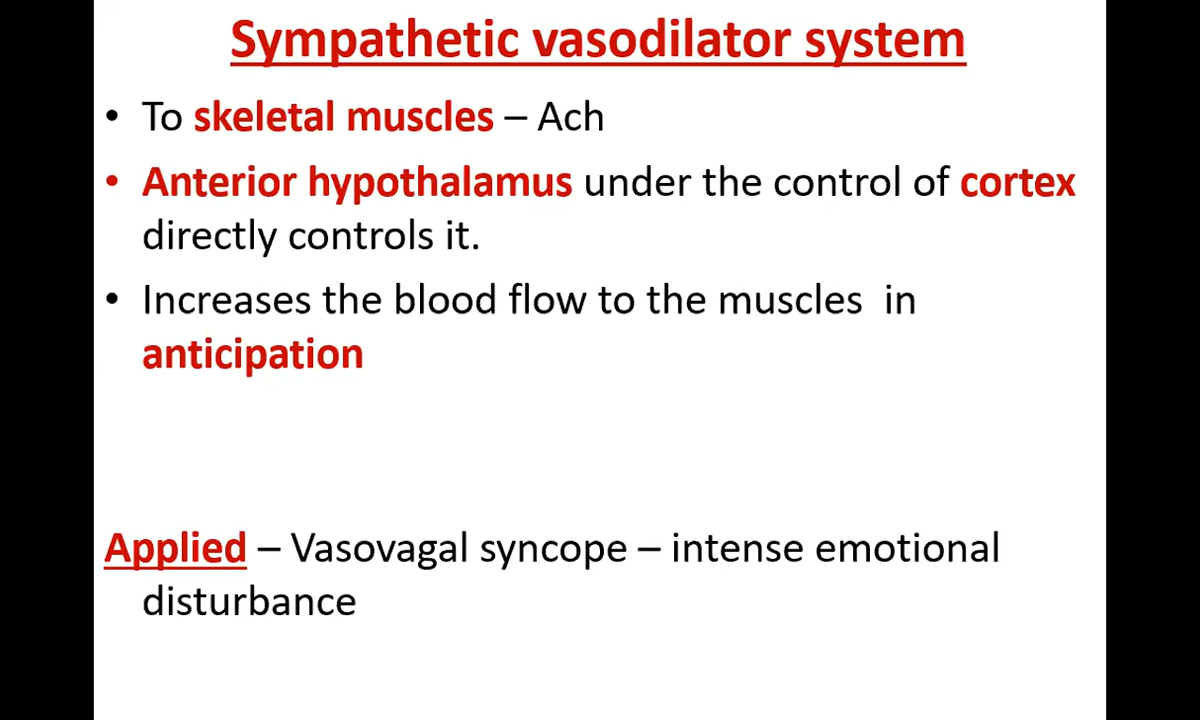 Sympathetic vasodilator system
• To skeletal muscles – Ach
• Anterior hypothalamus under the control of cortex
directly controls it.
• Increases the blood flow to the muscles in
anticipation
Applied – Vasovagal syncope – intense emotional
disturbance